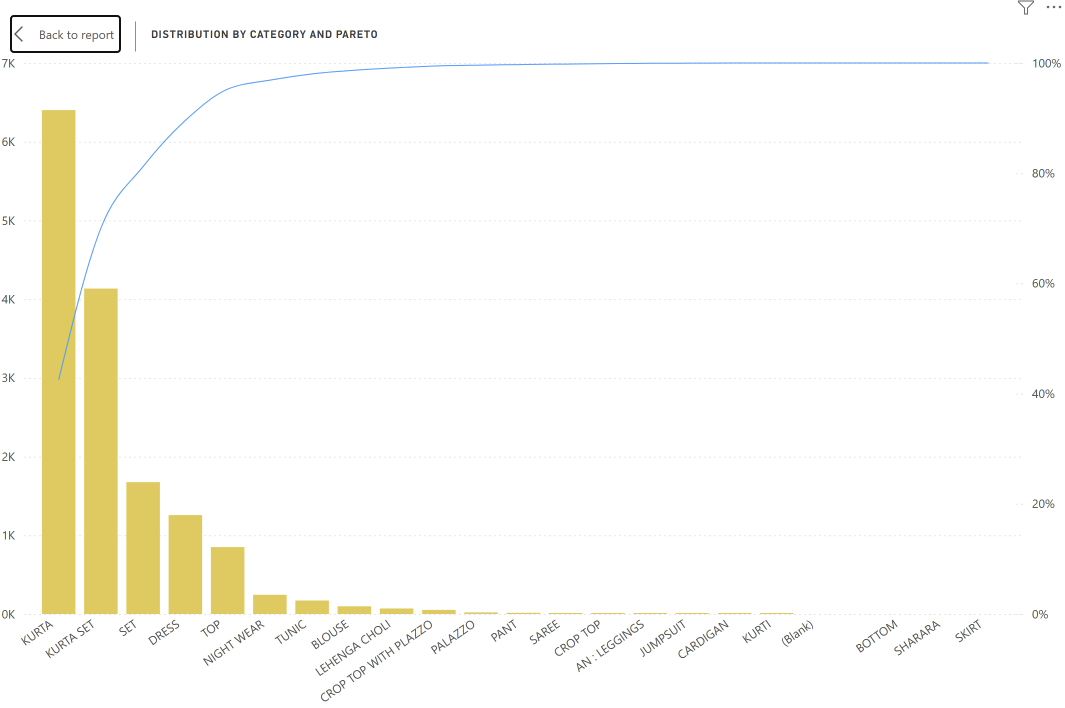 Back to report
DISTRIBUTION BY CATEGORY AND PARETO
7K
6K
5K
4K
3K
2K
1K
0K
100%
80%
60%
40%
20%
0%
KURTA
KURTA SET
SET
DRESS
TOP
NIGHT WEAR
TUNIC
BLOUSE
LEHENGA CHOLI
CROP TOP WITH PLAZZO
PALAZZO
PANT
SAREE
CROP TOP
AN : LEGGINGS
JUMPSUIT
CARDIGAN
KURTI
(Blank)
BOTTOM
SHARARA
SKIRT